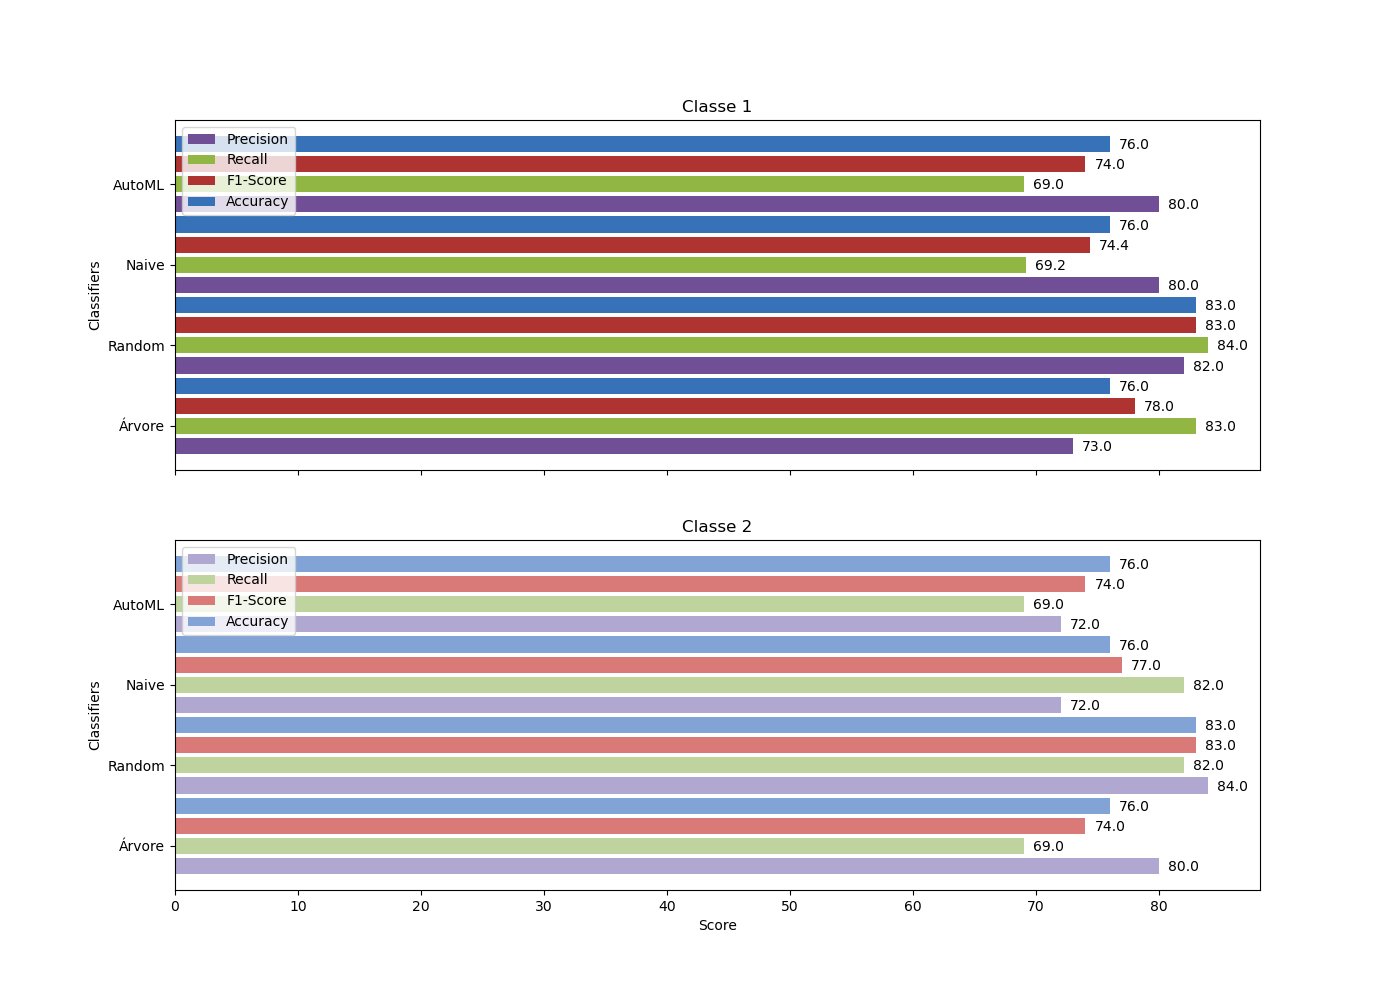 Classe 1
Precision
Recall
F1-Score
Accuracy
Classifiers
AutoML
Naive
Random
Árvore
76.0
74.0
69.0
80.0
76.0
74.4
69.2
80.0
83.0
83.0
84.0
82.0
76.0
78.0
83.0
73.0
Classe 2
Precision
Recall
F1-Score
Accuracy
Classifiers
AutoML
Naive
Random
Árvore
76.0
74.0
69.0
72.0
76.0
77.0
82.0
72.0
83.0
83.0
82.0
84.0
76.0
74.0
69.0
80.0
0 10 20 30 40 50 60 70 80
Score